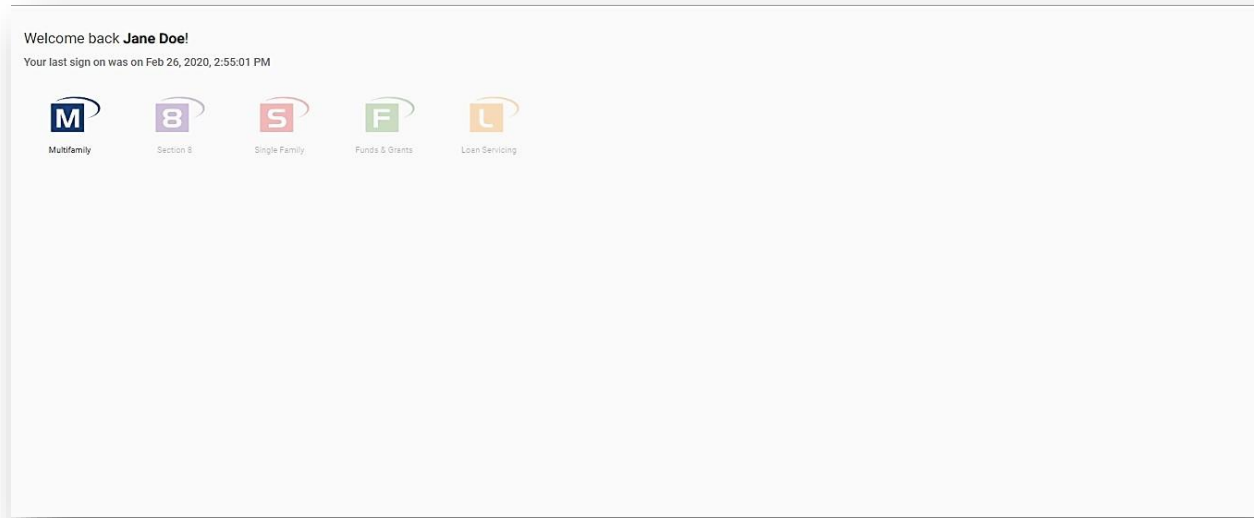 Welcome back Jane Doe!
Your last sign on was on Feb 26, 2020, 2:55:01 PM
M 8 S F L
Multifamily Section 8 Single Family Funds & Grants Loan Servicing